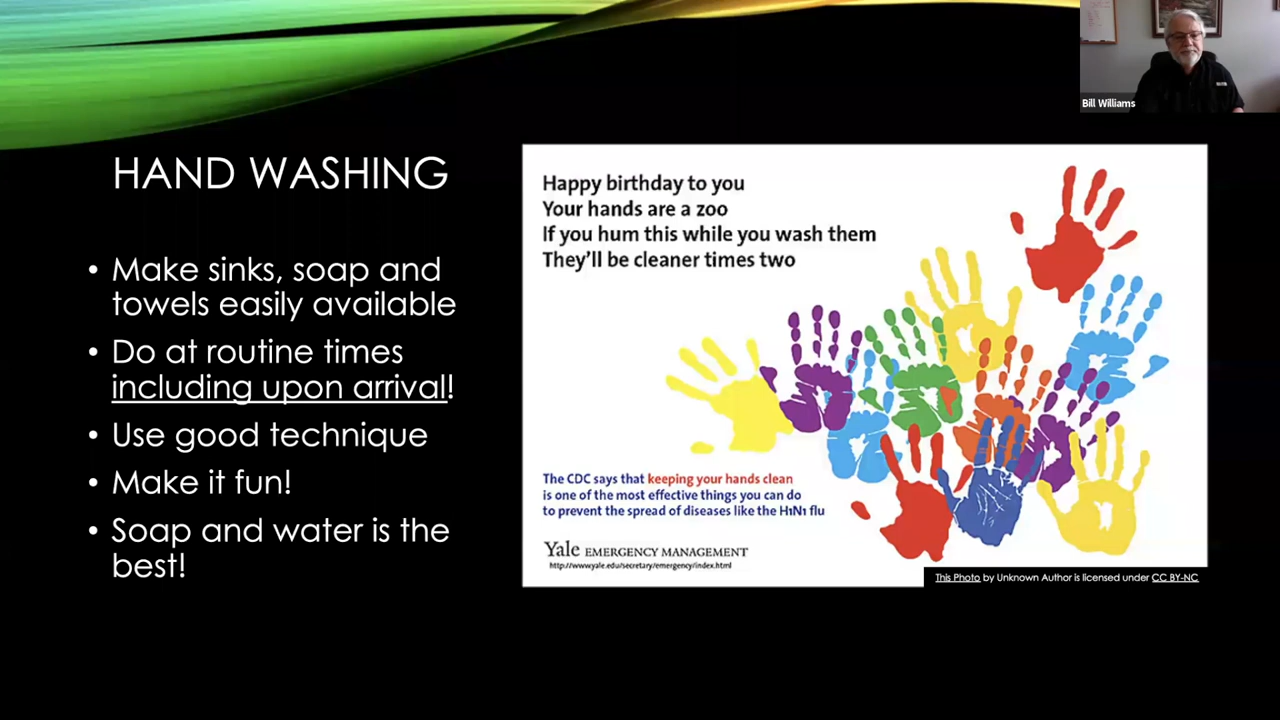 Bill Williams
HAND WASHING
• Make sinks, soap and
towels easily available
• Do at routine times
including upon arrival!
• Use good technique
• Make it fun!
• Soap and water is the
best!
Happy birthday to you
Your hands are a zoo
If you hum this while you wash them
They'll be cleaner times two
The CDC says that keeping your hands clean
is one of the most effective things you can do
to prevent the spread of diseases like the H1N1 flu
Yale EMERGENCY MANAGEMENT
http://www.yale.edu/secretary/emergency/index.html
This Photo by Unknown Author is licensed under CC BY-NC